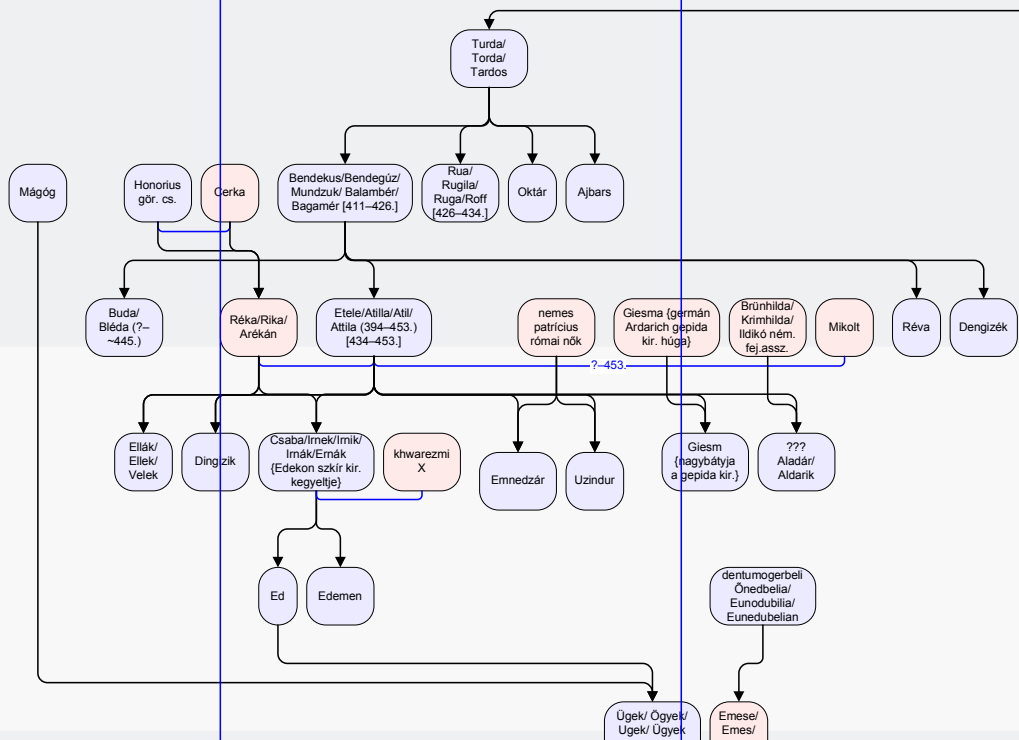 Turda/
Torda/
Tardos
Mágóg
Honorius
gör. cs.
Cerka
Bendekus/Bendegúz/
Mundzuk/ Balambér/
Bagamér [411–426.]
Rua/
Rugila/
Ruga/Roff
[426–434.]
Oktár
Ajbars
Buda/
Bléda (?–
~445.)
Réka/Rika/
Arékán
Etele/Atilla/Atil/
Attila (394–453.)
[434–453.]
nemes
patrícius
római nők
Giesma {germán
Ardarich gepida
kir. húga}
Brünhilda/
Krimhilda/
Ildikó ném.
fej.assz.
Mikolt
Réva
Dengizék
?–453.
Ellák/
Ellek/
Velek
Dingizik
Csaba/Irnek/Irnik/
Irnák/Ernák
{Edekon szkír kir.
kegyeltje}
khwarezmi
X
Emnedzár
Uzindur
Giesm
{nagybátyja
a gepida kir.}
???
Aladár/
Aldarik
Ed
Edemen
dentumogerbeli
Őnedbelia/
Eunodubilia/
Eunedubelian
Ügek/ Ögyek/
Ugek/ Ügyek
Emese/
Emes/